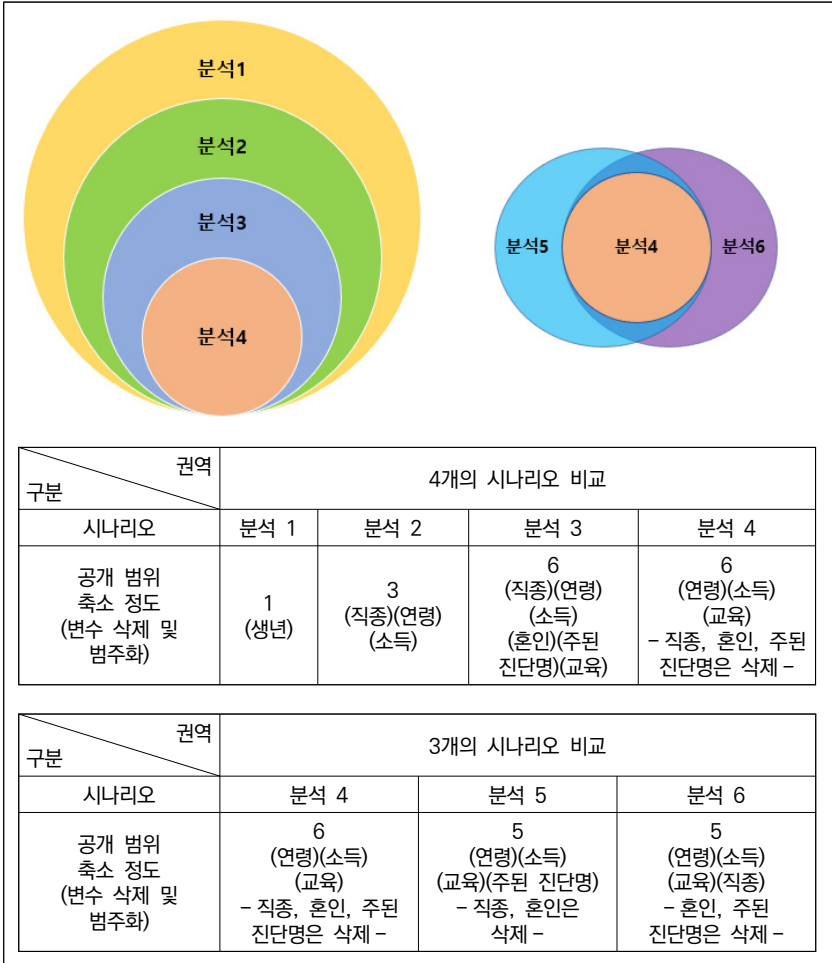 분석1
분석2
분석3
분석4
분석5
분석4
분석6
권역
구분
4개의 시나리오 비교
시나리오
분석 1
분석 2
분석 3
분석 4
공개 범위
축소 정도
(변수 삭제 및
범주화)
1
(생년)
3
(직종)(연령)
(소득)
6
(직종)(연령)
(소득)
(혼인)(주된
진단명)(교육)
6
(연령)(소득)
(교육)
- 직종, 혼인, 주된
진단명은 삭제 -
권역
구분
3개의 시나리오 비교
시나리오
분석 4
분석 5
분석 6
공개 범위
축소 정도
(변수 삭제 및
범주화)
6
(연령)(소득)
(교육)
- 직종, 혼인, 주된
진단명은 삭제 -
5
(연령)(소득)
(교육)(주된 진단명)
- 직종, 혼인은
삭제 -
5
(연령)(소득)
(교육)(직종)
- 혼인, 주된
진단명은 삭제 -